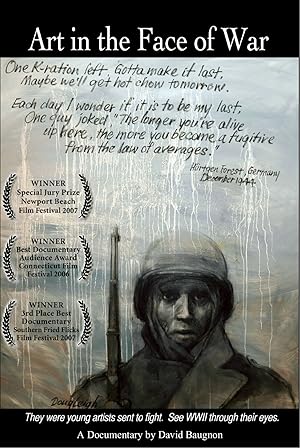 Art in the Face of War
One K-ration left. Gotta make it last.
Maybe we'll get hot chow tomorrow.
Each day I wonder if it is to be my last.
One guy joked "The longer you're alive
up here, the more you become a fugitive
from the law of averages."
Hürtgen Forest, Germany
December 1944
WINNER
Special Jury Prize
Newport Beach
Film Festival 2007
WINNER
Best Documentary
Audience Award
Connecticut Film
Festival 2006
WINNER
3rd Place Best
Documentary
Southern Fried Flicks
Film Festival 2007
They were young artists sent to fight. See WWII through their eyes.
A Documentary by David Baugnon